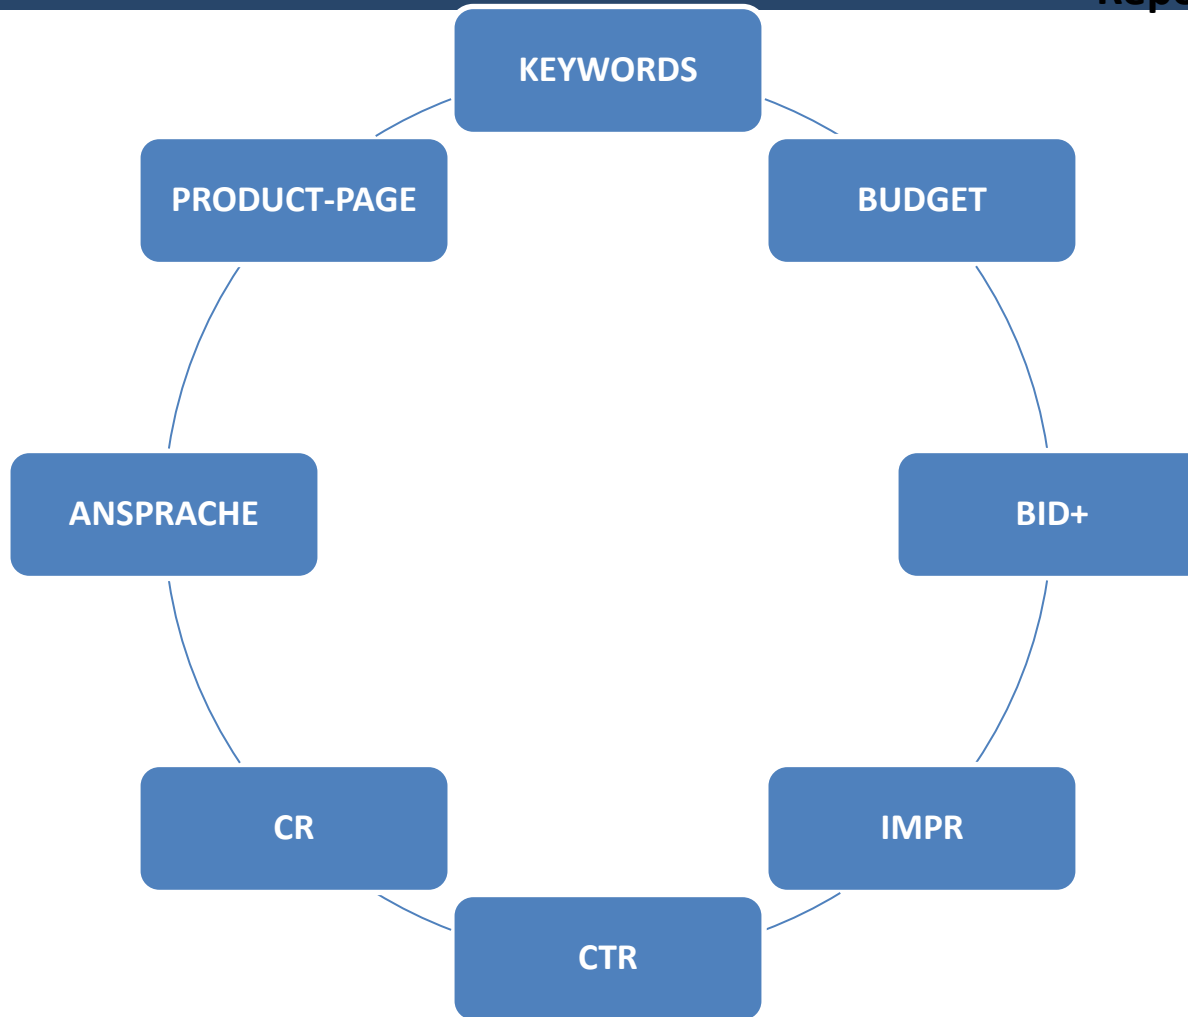 KEYWORDS
PRODUCT-PAGE
BUDGET
ANSPRACHE
BID+
CR
IMPR
CTR